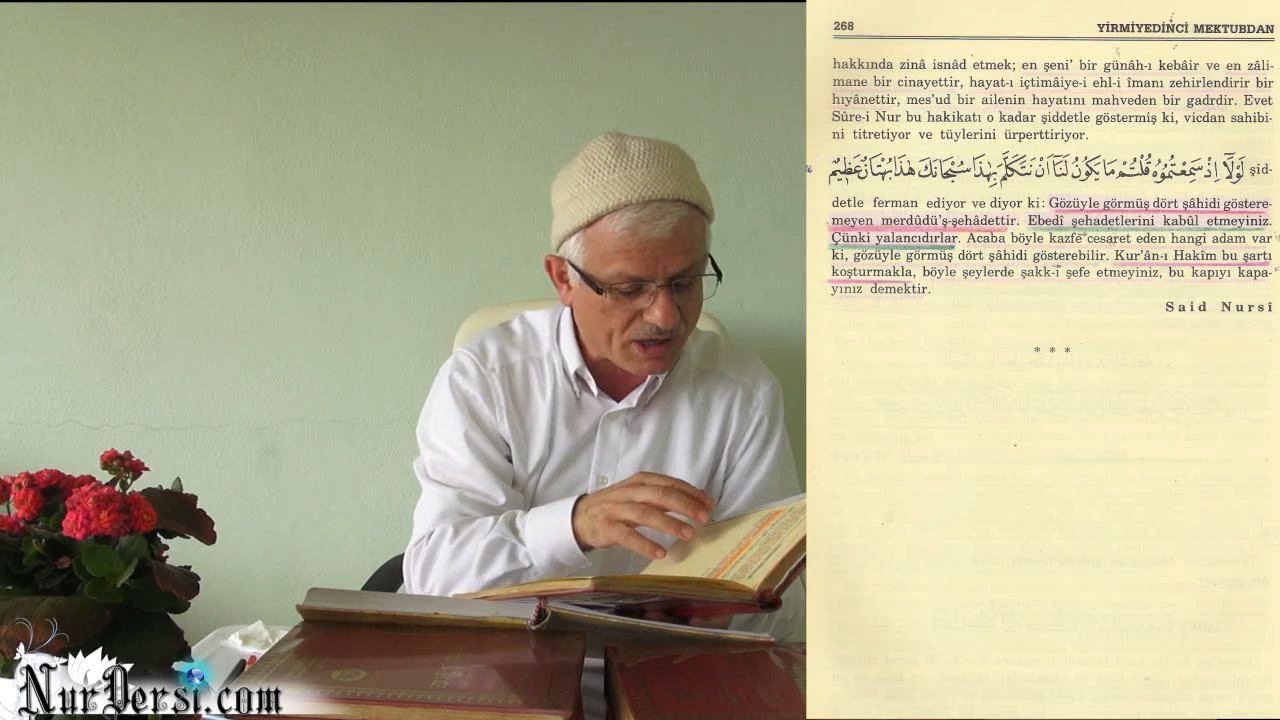 268 YİRMİYEDİNCİ MEKTUBDAN
hakkında zinâ isnâd etmek; en şeni' bir günâh-ı kebâir ve en zâli-
mane bir cinayettir, hayat-ı içtimâiye-i ehl-i îmanı zehirlendirir bir
hıyânettir, mes'ud bir ailenin hayatını mahveden bir gadrdir. Evet
Sûre-i Nur bu hakikatı o kadar şiddetle göstermiş ki, vicdan sahibi-
ni titretiyor ve tüylerini ürperttiriyor.
لَوْلَٓا اِذْ سَمِعْتُمُوهُ قُلْتُمْ مَا يَكُونُ لَنَٓا اَنْ نَتَكَلَّمَ بِهٰذَا سُبْحَانَكَ هٰذَا بُهْتَانٌ عَظٖيمٌ şid-
detle ferman ediyor ve diyor ki: Gözüyle görmüş dört şâhidi göstere-
meyen merdûdü'ş-şehâdettir. Ebedî şehadetlerini kabûl etmeyiniz.
Çünki yalancıdırlar. Acaba böyle kazfe cesaret eden hangi adam var
ki, gözüyle görmüş dört şâhidi gösterebilir. Kur'ân-ı Hakîm bu şartı
koşturmakla, böyle şeylerde şakk-î şefe etmeyiniz, bu kapıyı kapa-
yınız demektir.
Said Nursî
* * *
NurDersi.com